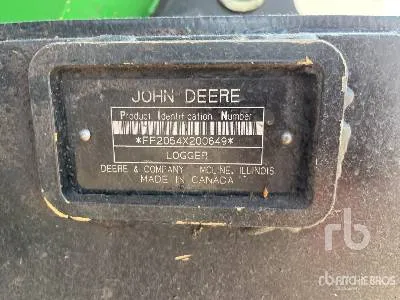 JOHN DEERE
Product Identification Number
*FF2054X200649*
LOGGER
DEERE & COMPANY MOLINE, ILLINOIS
MADE IN CANADA
rb
RITCHIE BROS